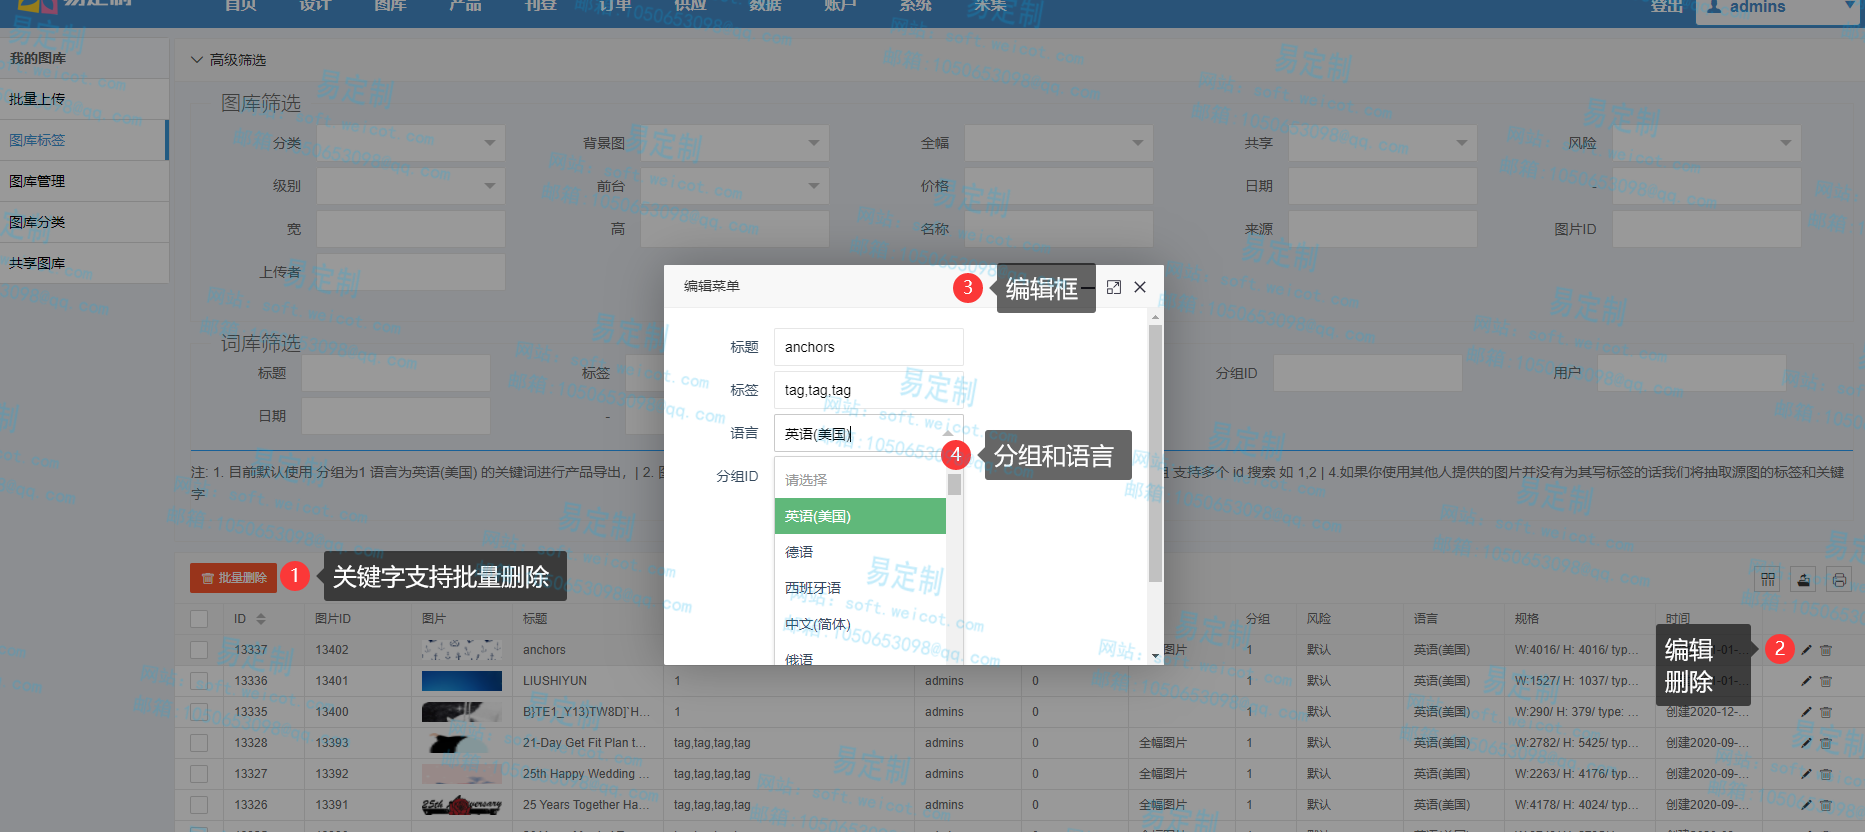 易定制
首页 设计 图库 产品 刊登 订单 供应 数据 账户 系统 采集 登出 admins
我的图库
批量上传
图库标签
图库管理
图库分类
共享图库
高级筛选
图库筛选
分类 背景图 全幅 共享 风险
级别 前台 价格 日期 -
宽 高 名称 来源 图片ID
上传者
词库筛选
标题 标签 分组ID 用户
日期 -
注: 1. 目前默认使用 分组为1 语言为英语(美国) 的关键词进行产品导出, | 2.
支持多个 id 搜索 如 1,2 | 4.如果你使用其他人提供的图片并没有为其写标签的话我们将抽取源图的标签和关键
字
编辑菜单
3 编辑框
标题 anchors
标签 tag,tag,tag
语言 英语(美国)
4 分组和语言
分组ID
请选择
英语(美国)
德语
西班牙语
中文(简体)
俄语
批量删除
1 关键字支持批量删除
2 编辑
删除
ID 图片ID 图片 标题 分组 风险 语言 规格 时间
13337 13402 anchors 图片 1 默认 英语(美国) W:4016/ H: 4016/ typ...
13336 13401 LIUSHIYUN 1 admins 0 1 默认 英语(美国) W:1527/ H: 1037/ typ...
13335 13400 B}TE1_Y13}TW8D]`H... 1 admins 0 1 默认 英语(美国) W:290/ H: 379/ type: ... 创建2020-12-...
13328 13393 21-Day Get Fit Plan t... tag,tag,tag,tag admins 0 全幅图片 1 默认 英语(美国) W:2782/ H: 5425/ typ... 创建2020-09-...
13327 13392 25th Happy Wedding ... tag,tag,tag,tag admins 0 全幅图片 1 默认 英语(美国) W:2263/ H: 4176/ typ... 创建2020-09-...
13326 13391 25th Anniversary 25 Years Together Ha... tag,tag,tag,tag admins 0 全幅图片 1 默认 英语(美国) W:4178/ H: 4024/ typ... 创建2020-09-...
易定制
网站: soft.weicot.com
邮箱:1050653098@qq.com